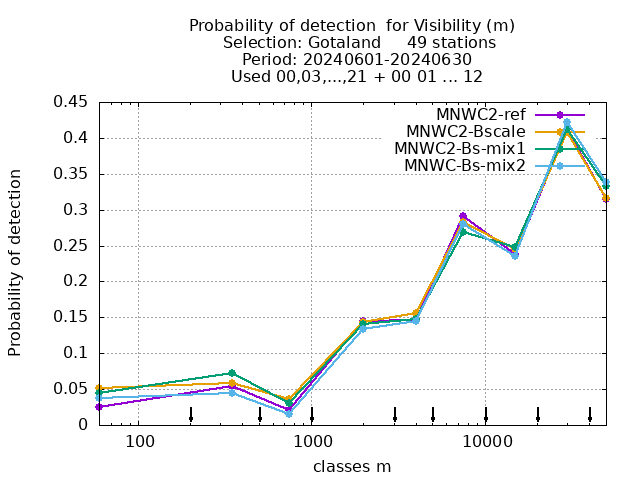 Probability of detection  for Visibility (m)
Selection: Gotaland     49 stations
Period: 20240601-20240630
Used 00,03,...,21 + 00 01 ... 12
0.45
0.4
0.35
0.3
0.25
0.2
0.15
0.1
0.05
0
Probability of detection
MNWC2-ref
MNWC2-Bscale
MNWC2-Bs-mix1
MNWC-Bs-mix2
100
1000
10000
classes m